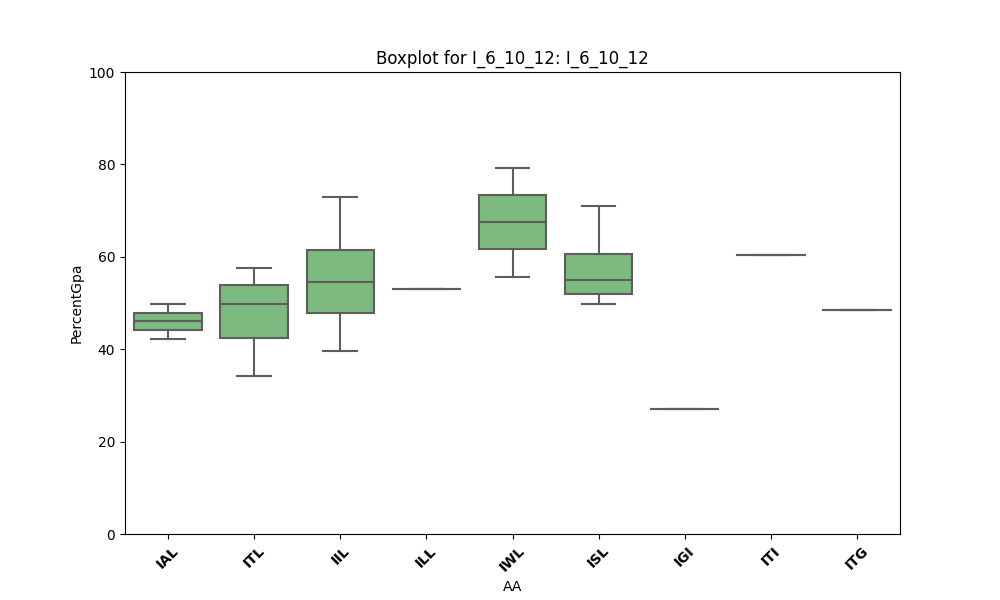 Boxplot for I_6_10_12: I_6_10_12
100
80
60
40
20
0
PercentGpa
IAL
ITL
IIL
ILL
IWL
ISL
IGI
ITI
ITG
AA